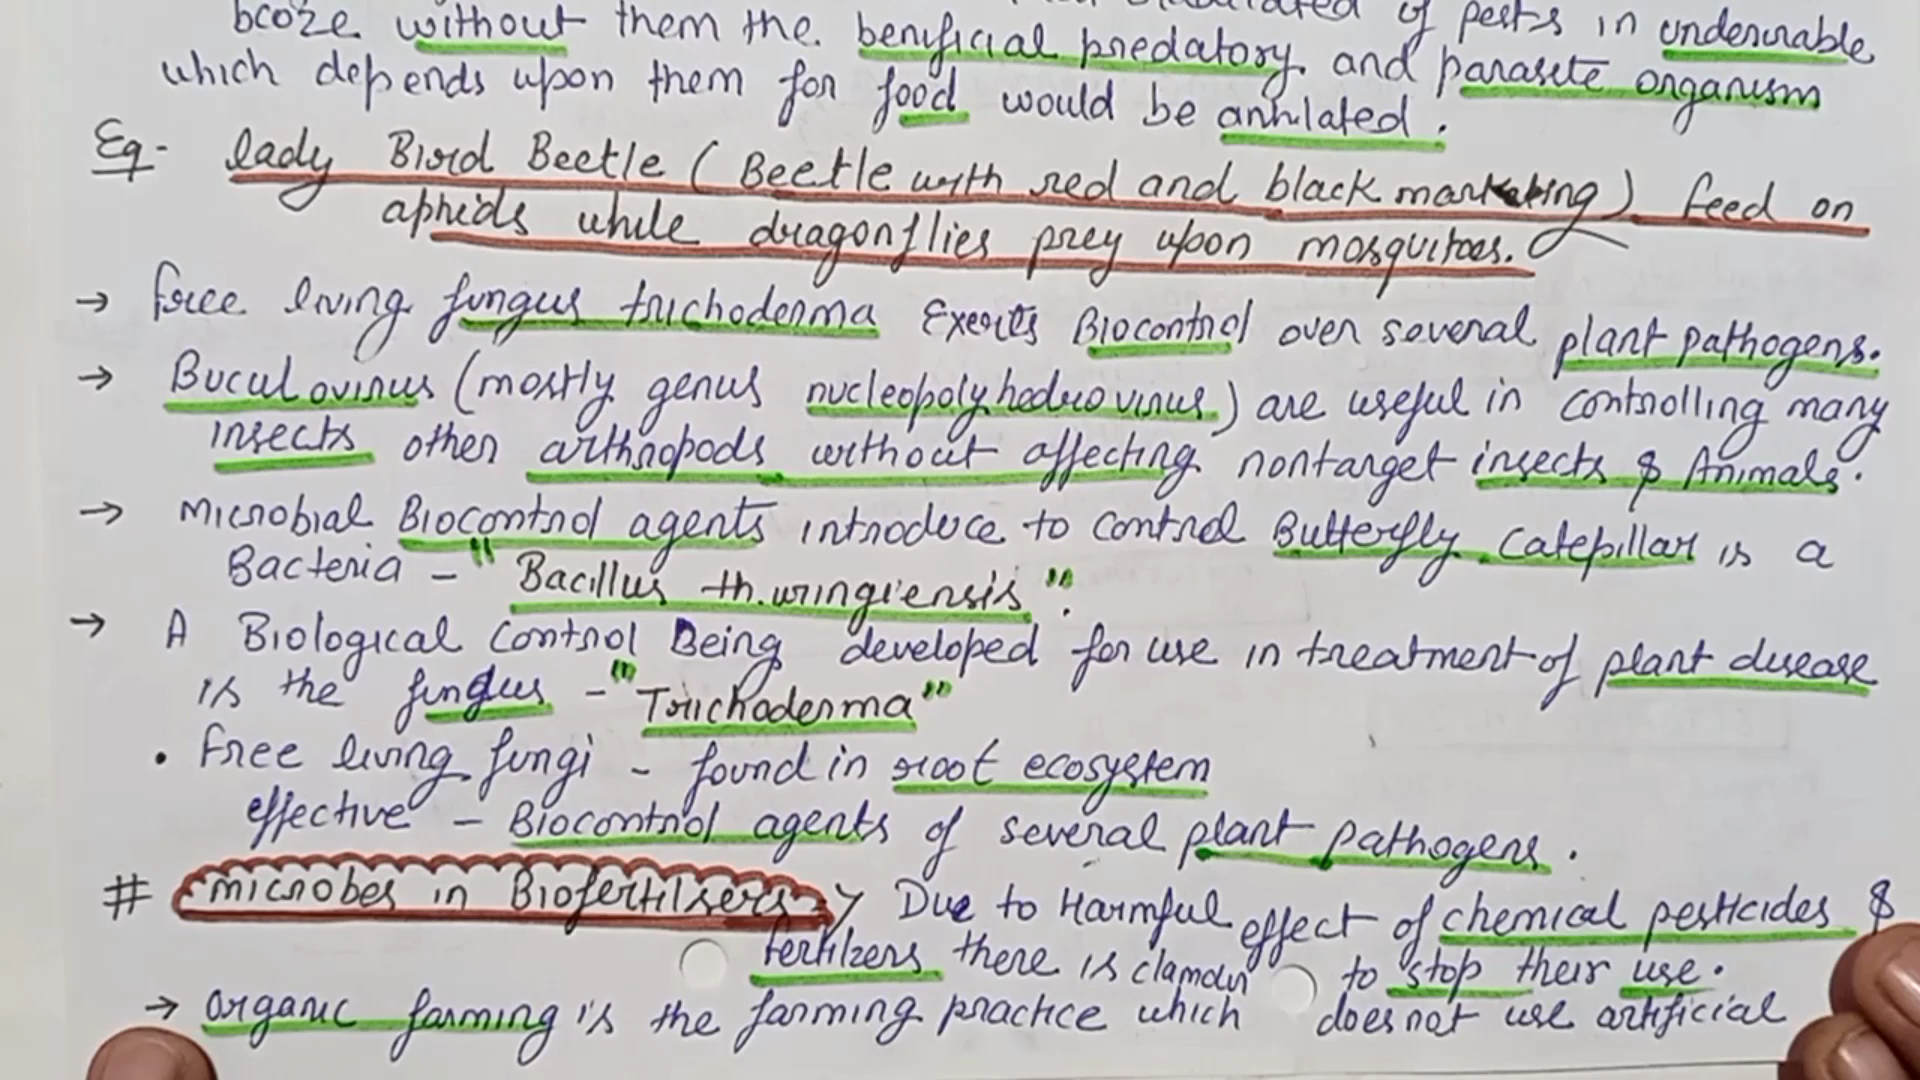 bcoze without them the benificial predatory and parasite organism
of pests in undesirable
which depends upon them for food would be anhilated.
Eg- lady Bird Beetle (Beetle with red and black marking) feed on
aphids while dragonflies prey upon mosquitoes.
→ free living fungus trichoderma Exerts Biocontrol over several plant pathogens.
→ Buculovirus (mostly genus nucleopolyhedrovirus) are useful in controlling many
insects other arthropods without affecting nontarget insects & Animals.
→ Microbial Biocontrol agents introduce to control Butterfly Catepillar is a
Bacteria - "Bacillus thuringiensis".
→ A Biological Control Being developed for use in treatment of plant disease
is the fungus - "Trichoderma"
• Free living fungi - found in root ecosystem
effective - Biocontrol agents of several plant pathogens.
# microbes in Biofertilsers > Due to Harmful effect of chemical pesticides &
fertilzers there is clamour to stop their use.
→ organic farming is the farming practice which does not use artificial